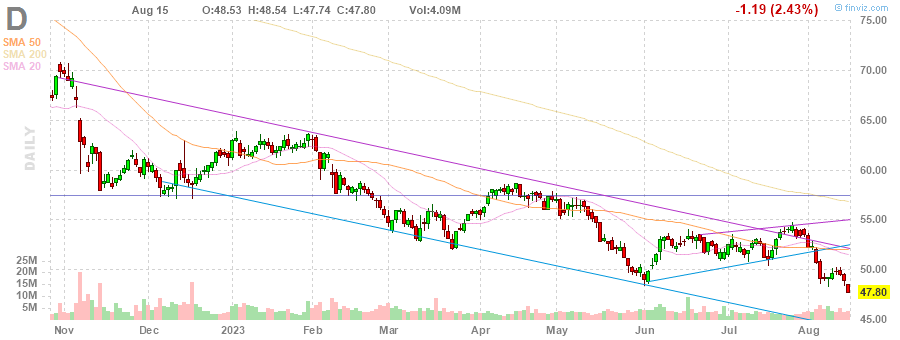 D Aug 15 O:48.53 H:48.54 L:47.74 C:47.80 Vol:4.09M -1.19 (2.43%) © finviz.com
75.00
SMA 50
SMA 200
SMA 20
70.00
65.00
DAILY
60.00
55.00
25M
50.00
20M
15M
47.80
10M
5M
45.00
Nov Dec 2023 Feb Mar Apr May Jun Jul Aug